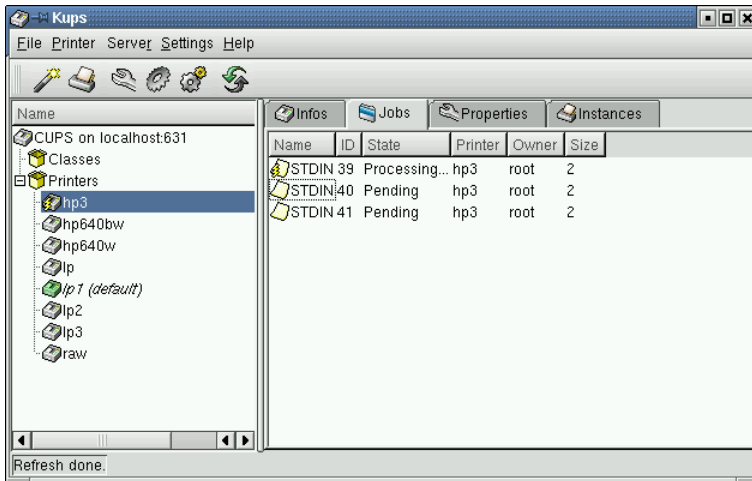 Kups
File Printer Server Settings Help
Name
CUPS on localhost:631
Classes
Printers
hp3
hp640bw
hp640w
lp
lp1 (default)
lp2
lp3
raw
Infos Jobs Properties Instances
Name ID State Printer Owner Size
STDIN 39 Processing... hp3 root 2
STDIN 40 Pending hp3 root 2
STDIN 41 Pending hp3 root 2
Refresh done.